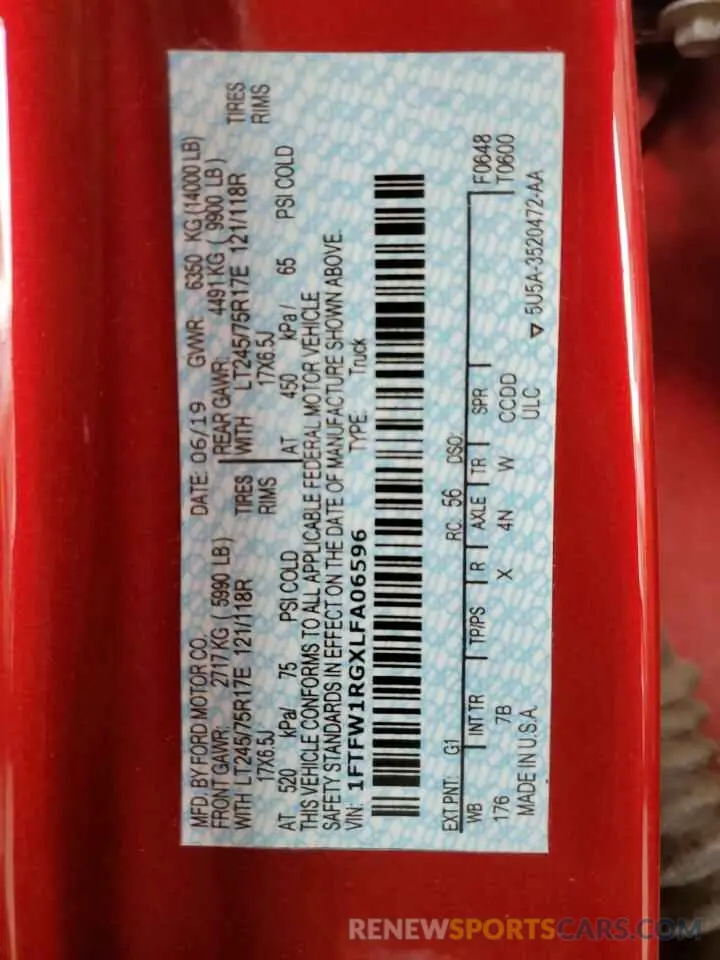 MFD. BY FORD MOTOR CO. DATE: 06/19 GVWR 6350 KG (14000 LB)
FRONT GAWR: 2717 KG ( 5990 LB) REAR GAWR: 4491 KG ( 9900 LB)
WITH LT245/75R17E 121/118R TIRES WITH LT245/75R17E 121/118R TIRES
17X6.5J RIMS 17X6.5J RIMS
AT 520 kPa/ 75 PSI COLD AT 450 kPa/ 65 PSI COLD
THIS VEHICLE CONFORMS TO ALL APPLICABLE FEDERAL MOTOR VEHICLE
SAFETY STANDARDS IN EFFECT ON THE DATE OF MANUFACTURE SHOWN ABOVE.
VIN: 1FTFW1RGXLFA06596 TYPE: Truck
EXT.PNT: G1 RC: 56 DSO: F0648
WB INT TR TP/PS R AXLE TR SPR T0600
176 7B X 4N W CCDD
MADE IN U.S.A. ULC
▽ 5U5A-3520472-AA
RENEWSPORTSCARS.COM